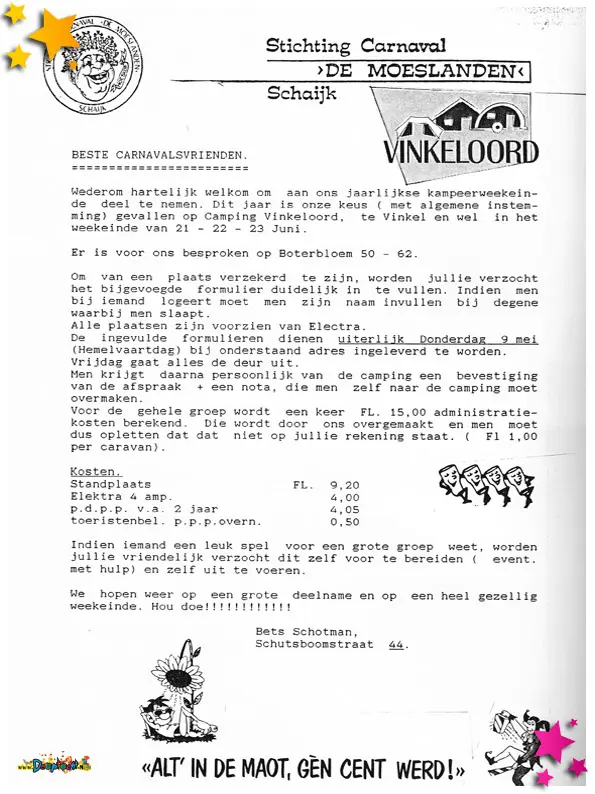 Stichting Carnaval
›DE MOESLANDEN‹
Schaijk
SCHAIJK
VINKELOORD
BESTE CARNAVALSVRIENDEN.
========================
Wederom hartelijk welkom om aan ons jaarlijkse kampeerweekein-
de deel te nemen. Dit jaar is onze keus ( met algemene instem-
ming) gevallen op Camping Vinkeloord, te Vinkel en wel in het
weekeinde van 21 - 22 - 23 Juni.
Er is voor ons besproken op Boterbloem 50 - 62.
Om van een plaats verzekerd te zijn, worden jullie verzocht
het bijgevoegde formulier duidelijk in te vullen. Indien men
bij iemand logeert moet men zijn naam invullen bij degene
waarbij men slaapt.
Alle plaatsen zijn voorzien van Electra.
De ingevulde formulieren dienen uiterlijk Donderdag 9 mei
(Hemelvaartdag) bij onderstaand adres ingeleverd te worden.
Vrijdag gaat alles de deur uit.
Men krijgt daarna persoonlijk van de camping een bevestiging
van de afspraak + een nota, die men zelf naar de camping moet
overmaken.
Voor de gehele groep wordt een keer FL. 15,00 administratie-
kosten berekend. Die wordt door ons overgemaakt en men moet
dus opletten dat dat niet op jullie rekening staat. ( Fl 1,00
per caravan).
Kosten.
Standplaats FL. 9,20
Elektra 4 amp. 4,00
p.d.p.p. v.a. 2 jaar 4,05
toeristenbel. p.p.p.overn. 0,50
Indien iemand een leuk spel voor een grote groep weet, worden
jullie vriendelijk verzocht dit zelf voor te bereiden ( event.
met hulp) en zelf uit te voeren.
We hopen weer op een grote deelname en op een heel gezellig
weekeinde. Hou doe!!!!!!!!!!!!
Bets Schotman,
Schutsboomstraat 44.
«ALT' IN DE MAOT, GÈN CENT WERD!»